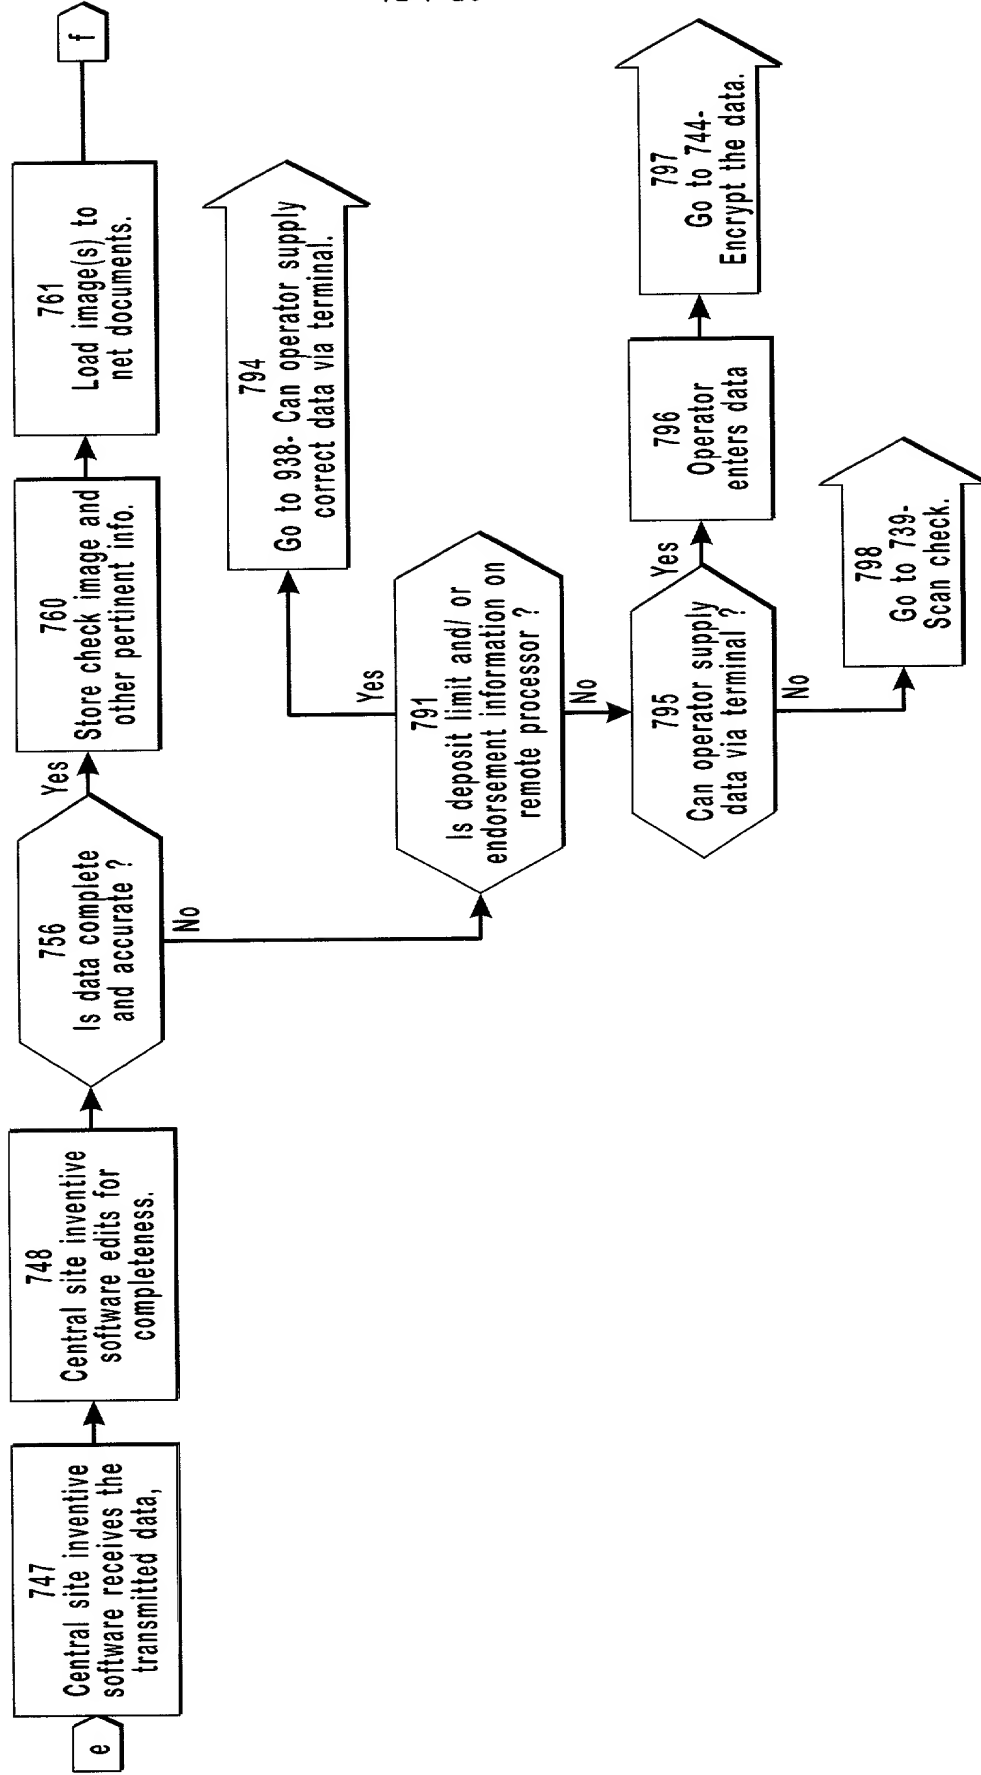 e
747
Central site inventive
software receives the
transmitted data,
748
Central site inventive
software edits for
completeness.
756
Is data complete
and accurate ?
Yes
No
760
Store check image and
other pertinent info.
761
Load image(s) to
net documents.
f
791
Is deposit limit and/ or
endorsement information on
remote processor ?
Yes
No
794
Go to 938- Can operator supply
correct data via terminal.
795
Can operator supply
data via terminal ?
Yes
No
796
Operator
enters data
797
Go to 744-
Encrypt the data.
798
Go to 739-
Scan check.